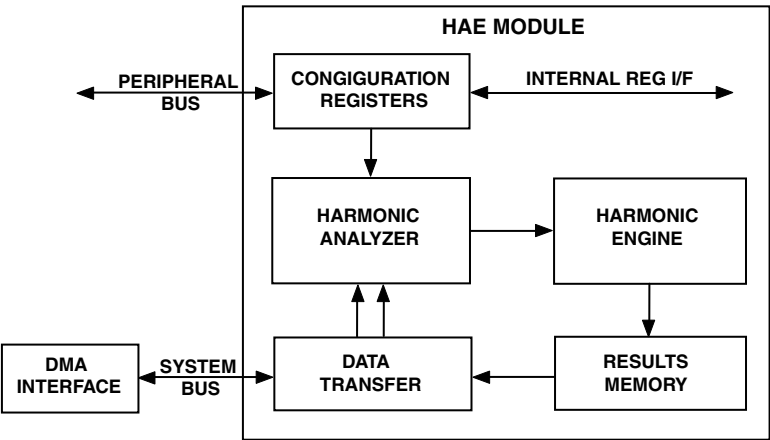 HAE MODULE
PERIPHERAL
BUS
CONGIGURATION
REGISTERS
INTERNAL REG I/F
HARMONIC
ANALYZER
HARMONIC
ENGINE
DMA
INTERFACE
SYSTEM
BUS
DATA
TRANSFER
RESULTS
MEMORY